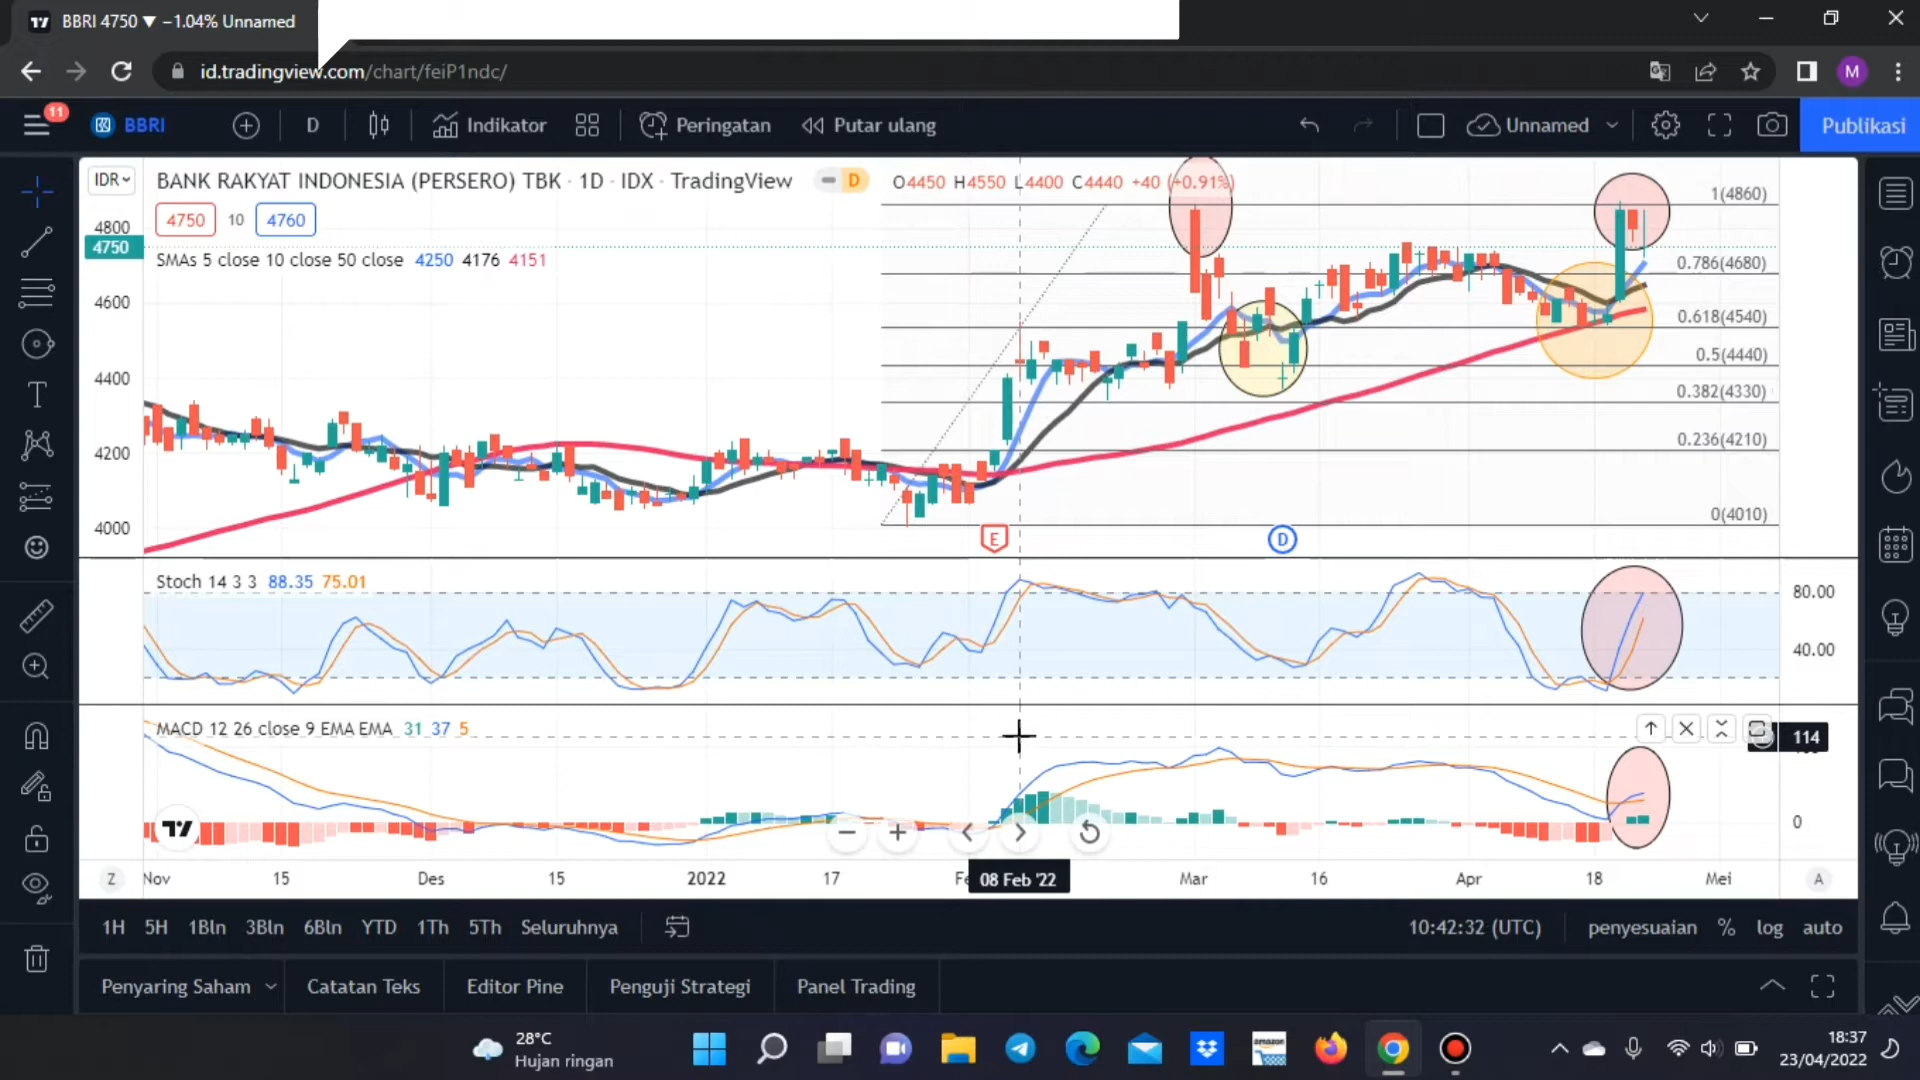 BBRI 4750 ▼ −1.04% Unnamed
id.tradingview.com/chart/feiP1ndc/
M
11
BBRI
D
Indikator
Peringatan
Putar ulang
Unnamed
Publikasi
IDR
BANK RAKYAT INDONESIA (PERSERO) TBK · 1D · IDX · TradingView
D
O4450 H4550 L4400 C4440 +40 (+0.91%)
4750 10 4760
SMAs 5 close 10 close 50 close 4250 4176 4151
4800
4750
4600
4400
4200
4000
1(4860)
0.786(4680)
0.618(4540)
0.5(4440)
0.382(4330)
0.236(4210)
0(4010)
E
D
Stoch 14 3 3 88.35 75.01
80.00
40.00
MACD 12 26 close 9 EMA EMA 31 37 5
114
0
Z
Nov 15 Des 15 2022 17 Fe 08 Feb '22 Mar 16 Apr 18 Mei
A
1H 5H 1Bln 3Bln 6Bln YTD 1Th 5Th Seluruhnya
10:42:32 (UTC)
penyesuaian % log auto
Penyaring Saham
Catatan Teks
Editor Pine
Penguji Strategi
Panel Trading
28°C
Hujan ringan
amazon
18:37
23/04/2022